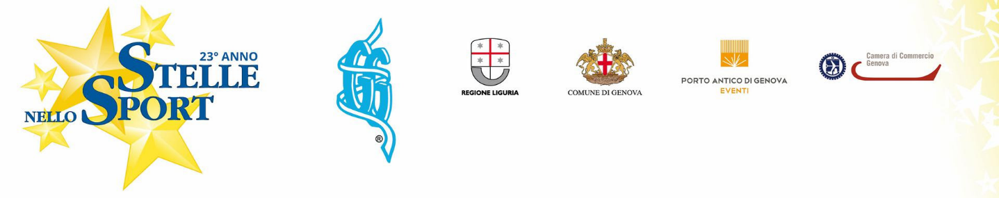 23° ANNO
STELLE
NELLO SPORT
®
REGIONE LIGURIA
COMUNE DI GENOVA
PORTO ANTICO DI GENOVA
EVENTI
Camera di Commercio
Genova